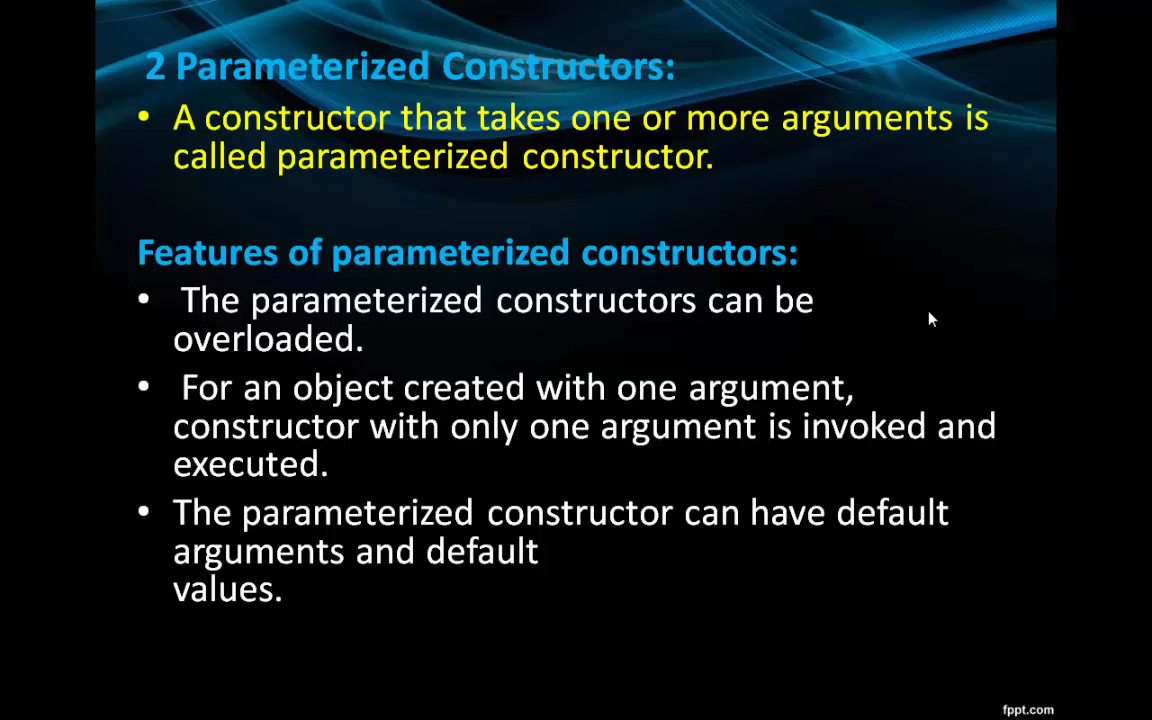 2 Parameterized Constructors:
• A constructor that takes one or more arguments is
called parameterized constructor.
Features of parameterized constructors:
• The parameterized constructors can be
overloaded.
• For an object created with one argument,
constructor with only one argument is invoked and
executed.
• The parameterized constructor can have default
arguments and default
values.
fppt.com